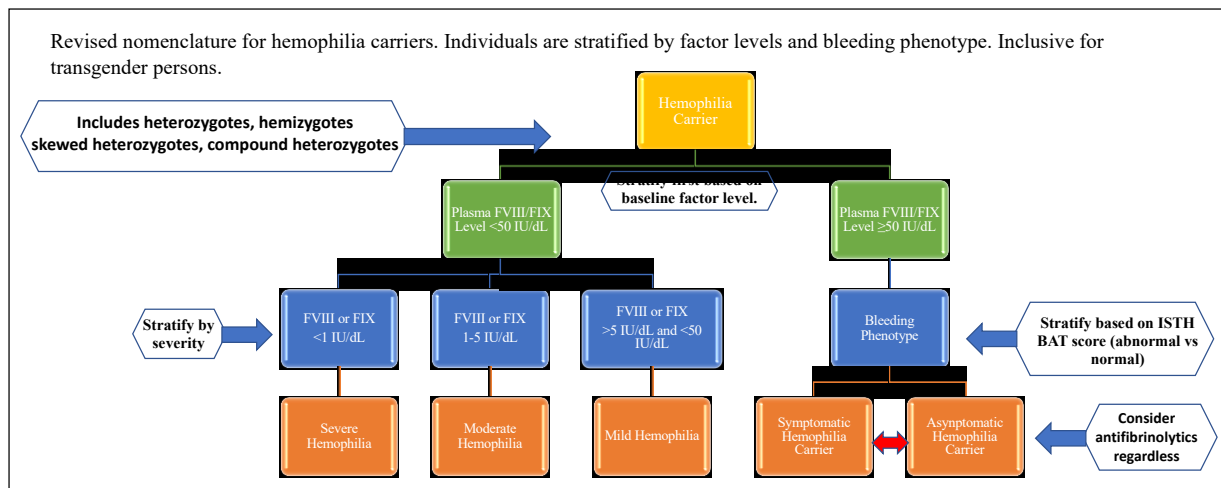 Revised nomenclature for hemophilia carriers. Individuals are stratified by factor levels and bleeding phenotype. Inclusive for
transgender persons.
Hemophilia
Carrier
Includes heterozygotes, hemizygotes
skewed heterozygotes, compound heterozygotes
Stratify first based on
baseline factor level.
Plasma FVIII/FIX
Level <50 IU/dL
Plasma FVIII/FIX
Level ≥50 IU/dL
Stratify by
severity
FVIII or FIX
<1 IU/dL
FVIII or FIX
1-5 IU/dL
FVIII or FIX
>5 IU/dL and <50
IU/dL
Bleeding
Phenotype
Stratify based on ISTH
BAT score (abnormal vs
normal)
Severe
Hemophilia
Moderate
Hemophilia
Mild Hemophilia
Symptomatic
Hemophilia
Carrier
Asymptomatic
Hemophilia
Carrier
Consider
antifibrinolytics
regardless